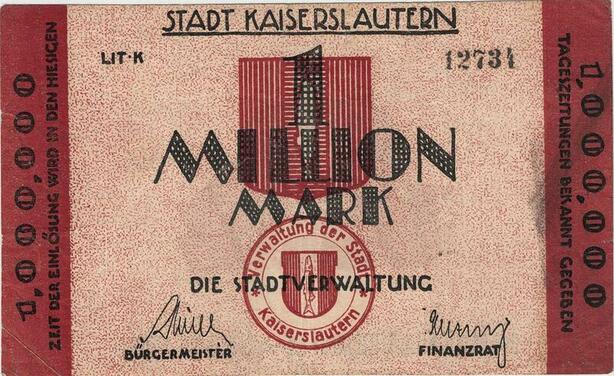 STADT KAISERSLAUTERN
LIT·K
12734
1
MILLION
MARK
Verwaltung der Stadt
Kaiserslautern
DIE STADTVERWALTUNG
BÜRGERMEISTER
FINANZRAT
1,000,000
ZEIT DER EINLÖSUNG WIRD IN DEN HIESIGEN
TAGESZEITUNGEN BEKANNT GEGEBEN
1,000,000